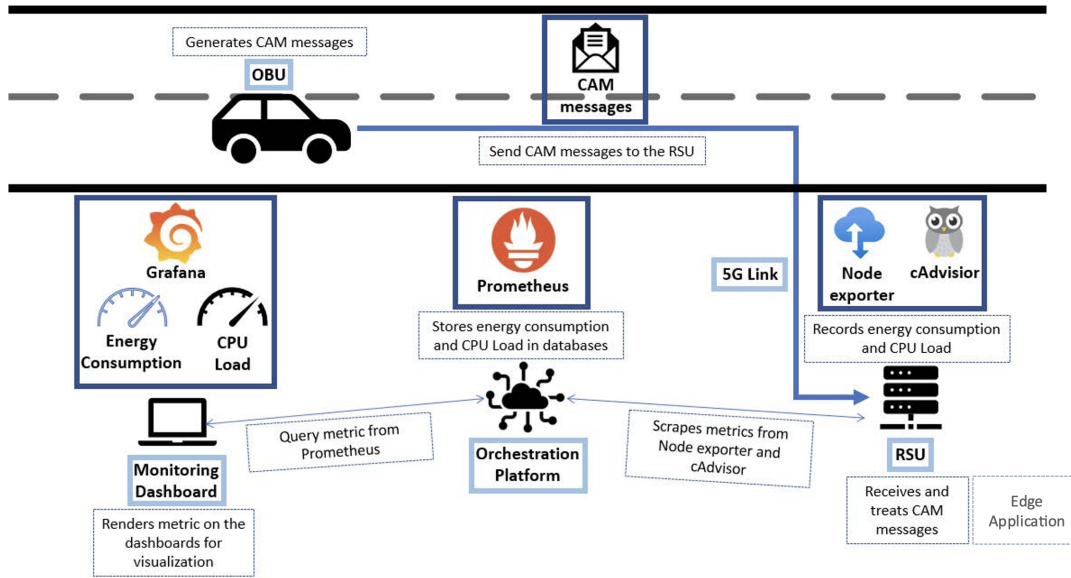 Generates CAM messages
OBU
CAM
messages
Send CAM messages to the RSU
Grafana
Energy
Consumption
CPU
Load
Prometheus
5G Link
Node
exporter
cAdvisior
Stores energy consumption
and CPU Load in databases
Records energy consumption
and CPU Load
Query metric from
Prometheus
Scrapes metrics from
Node exporter and
cAdvisor
Monitoring
Dashboard
Orchestration
Platform
RSU
Renders metric on the
dashboards for
visualization
Receives and
treats CAM
messages
Edge
Application